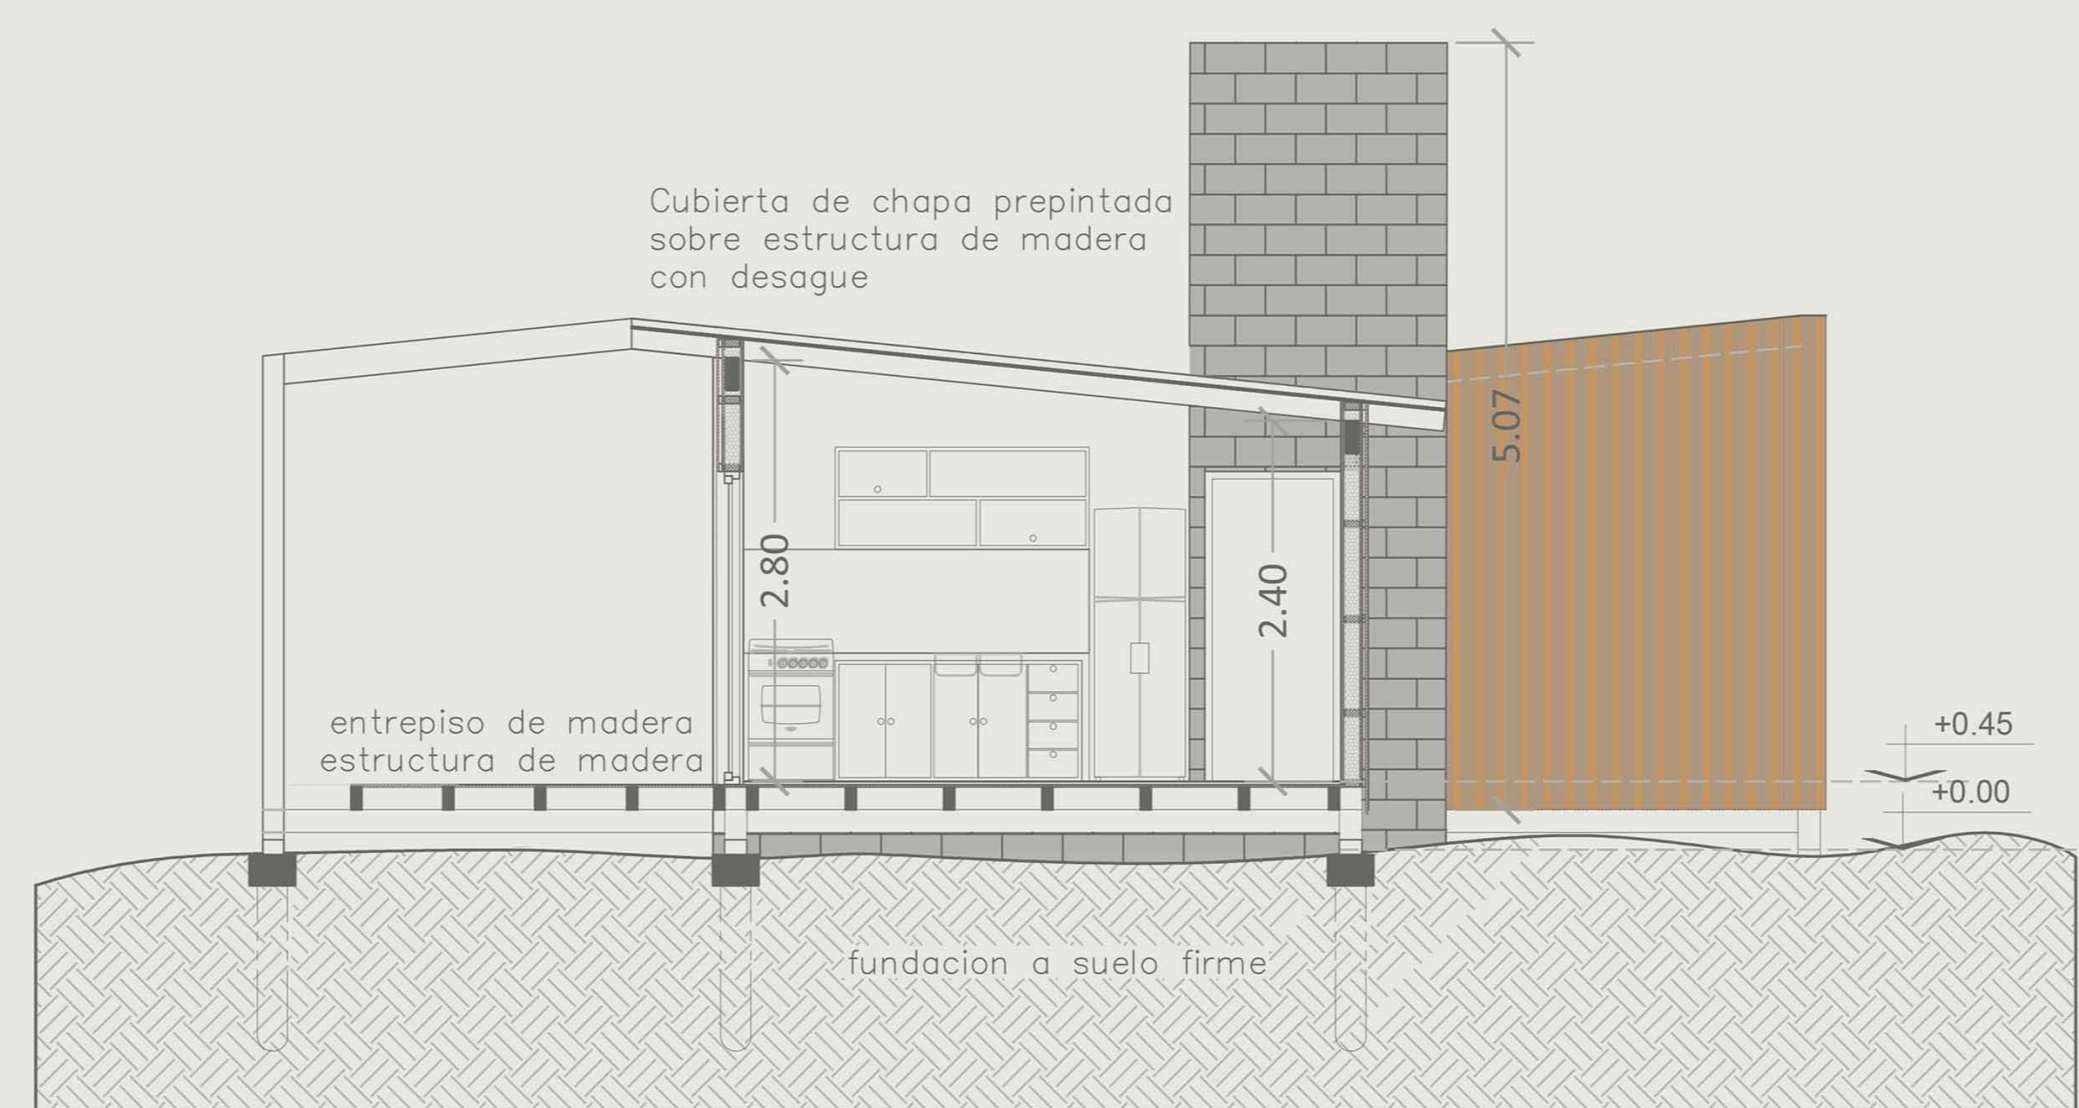 Cubierta de chapa prepintada
sobre estructura de madera
con desague
5.07
2.80
2.40
entrepiso de madera
estructura de madera
+0.45
+0.00
fundacion a suelo firme